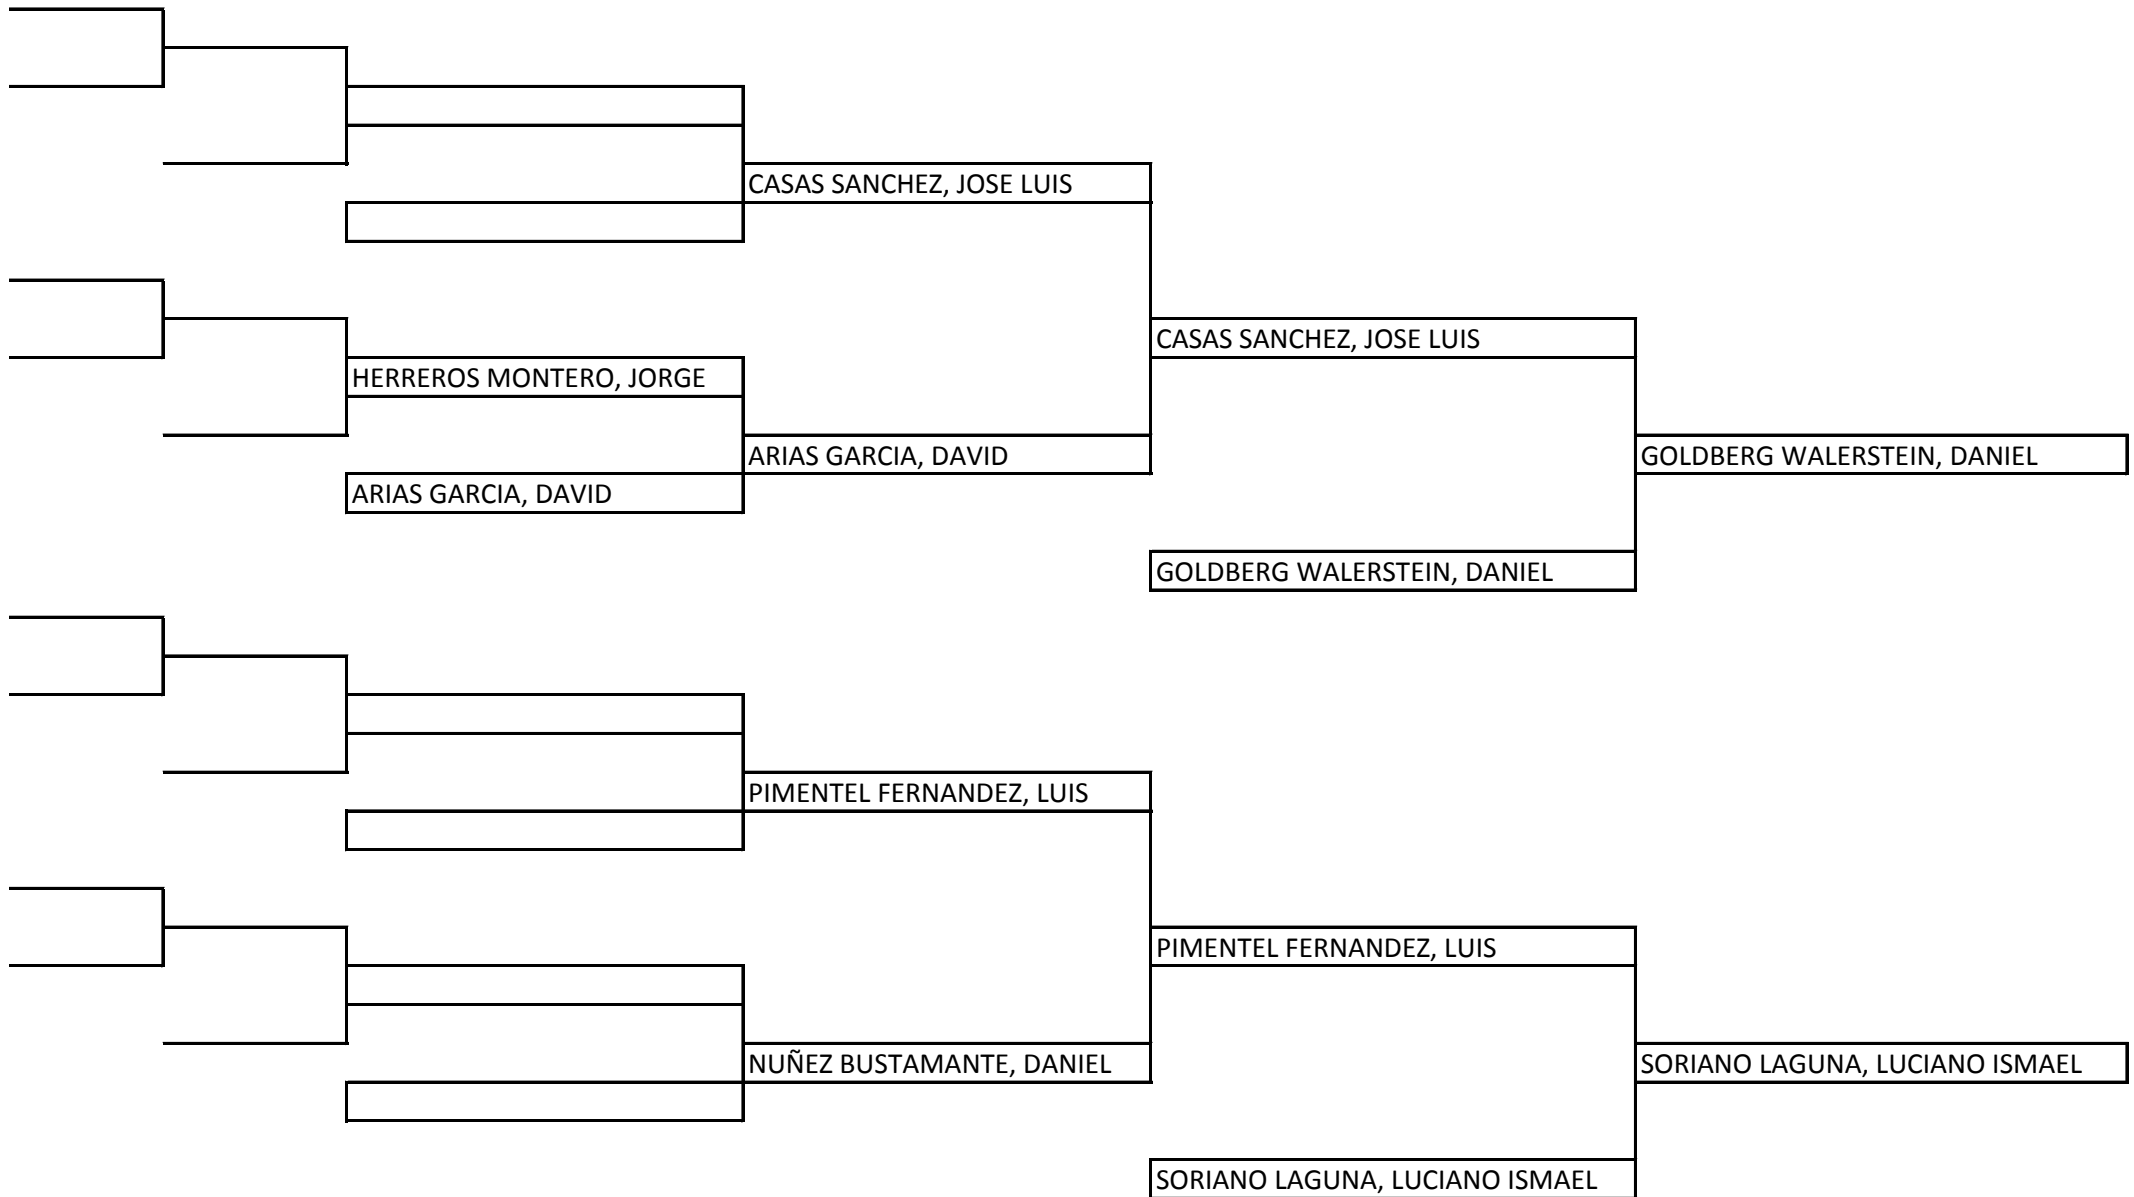 CASAS SANCHEZ, JOSE LUIS
CASAS SANCHEZ, JOSE LUIS
HERREROS MONTERO, JORGE
ARIAS GARCIA, DAVID
GOLDBERG WALERSTEIN, DANIEL
ARIAS GARCIA, DAVID
GOLDBERG WALERSTEIN, DANIEL
PIMENTEL FERNANDEZ, LUIS
PIMENTEL FERNANDEZ, LUIS
NUÑEZ BUSTAMANTE, DANIEL
SORIANO LAGUNA, LUCIANO ISMAEL
SORIANO LAGUNA, LUCIANO ISMAEL